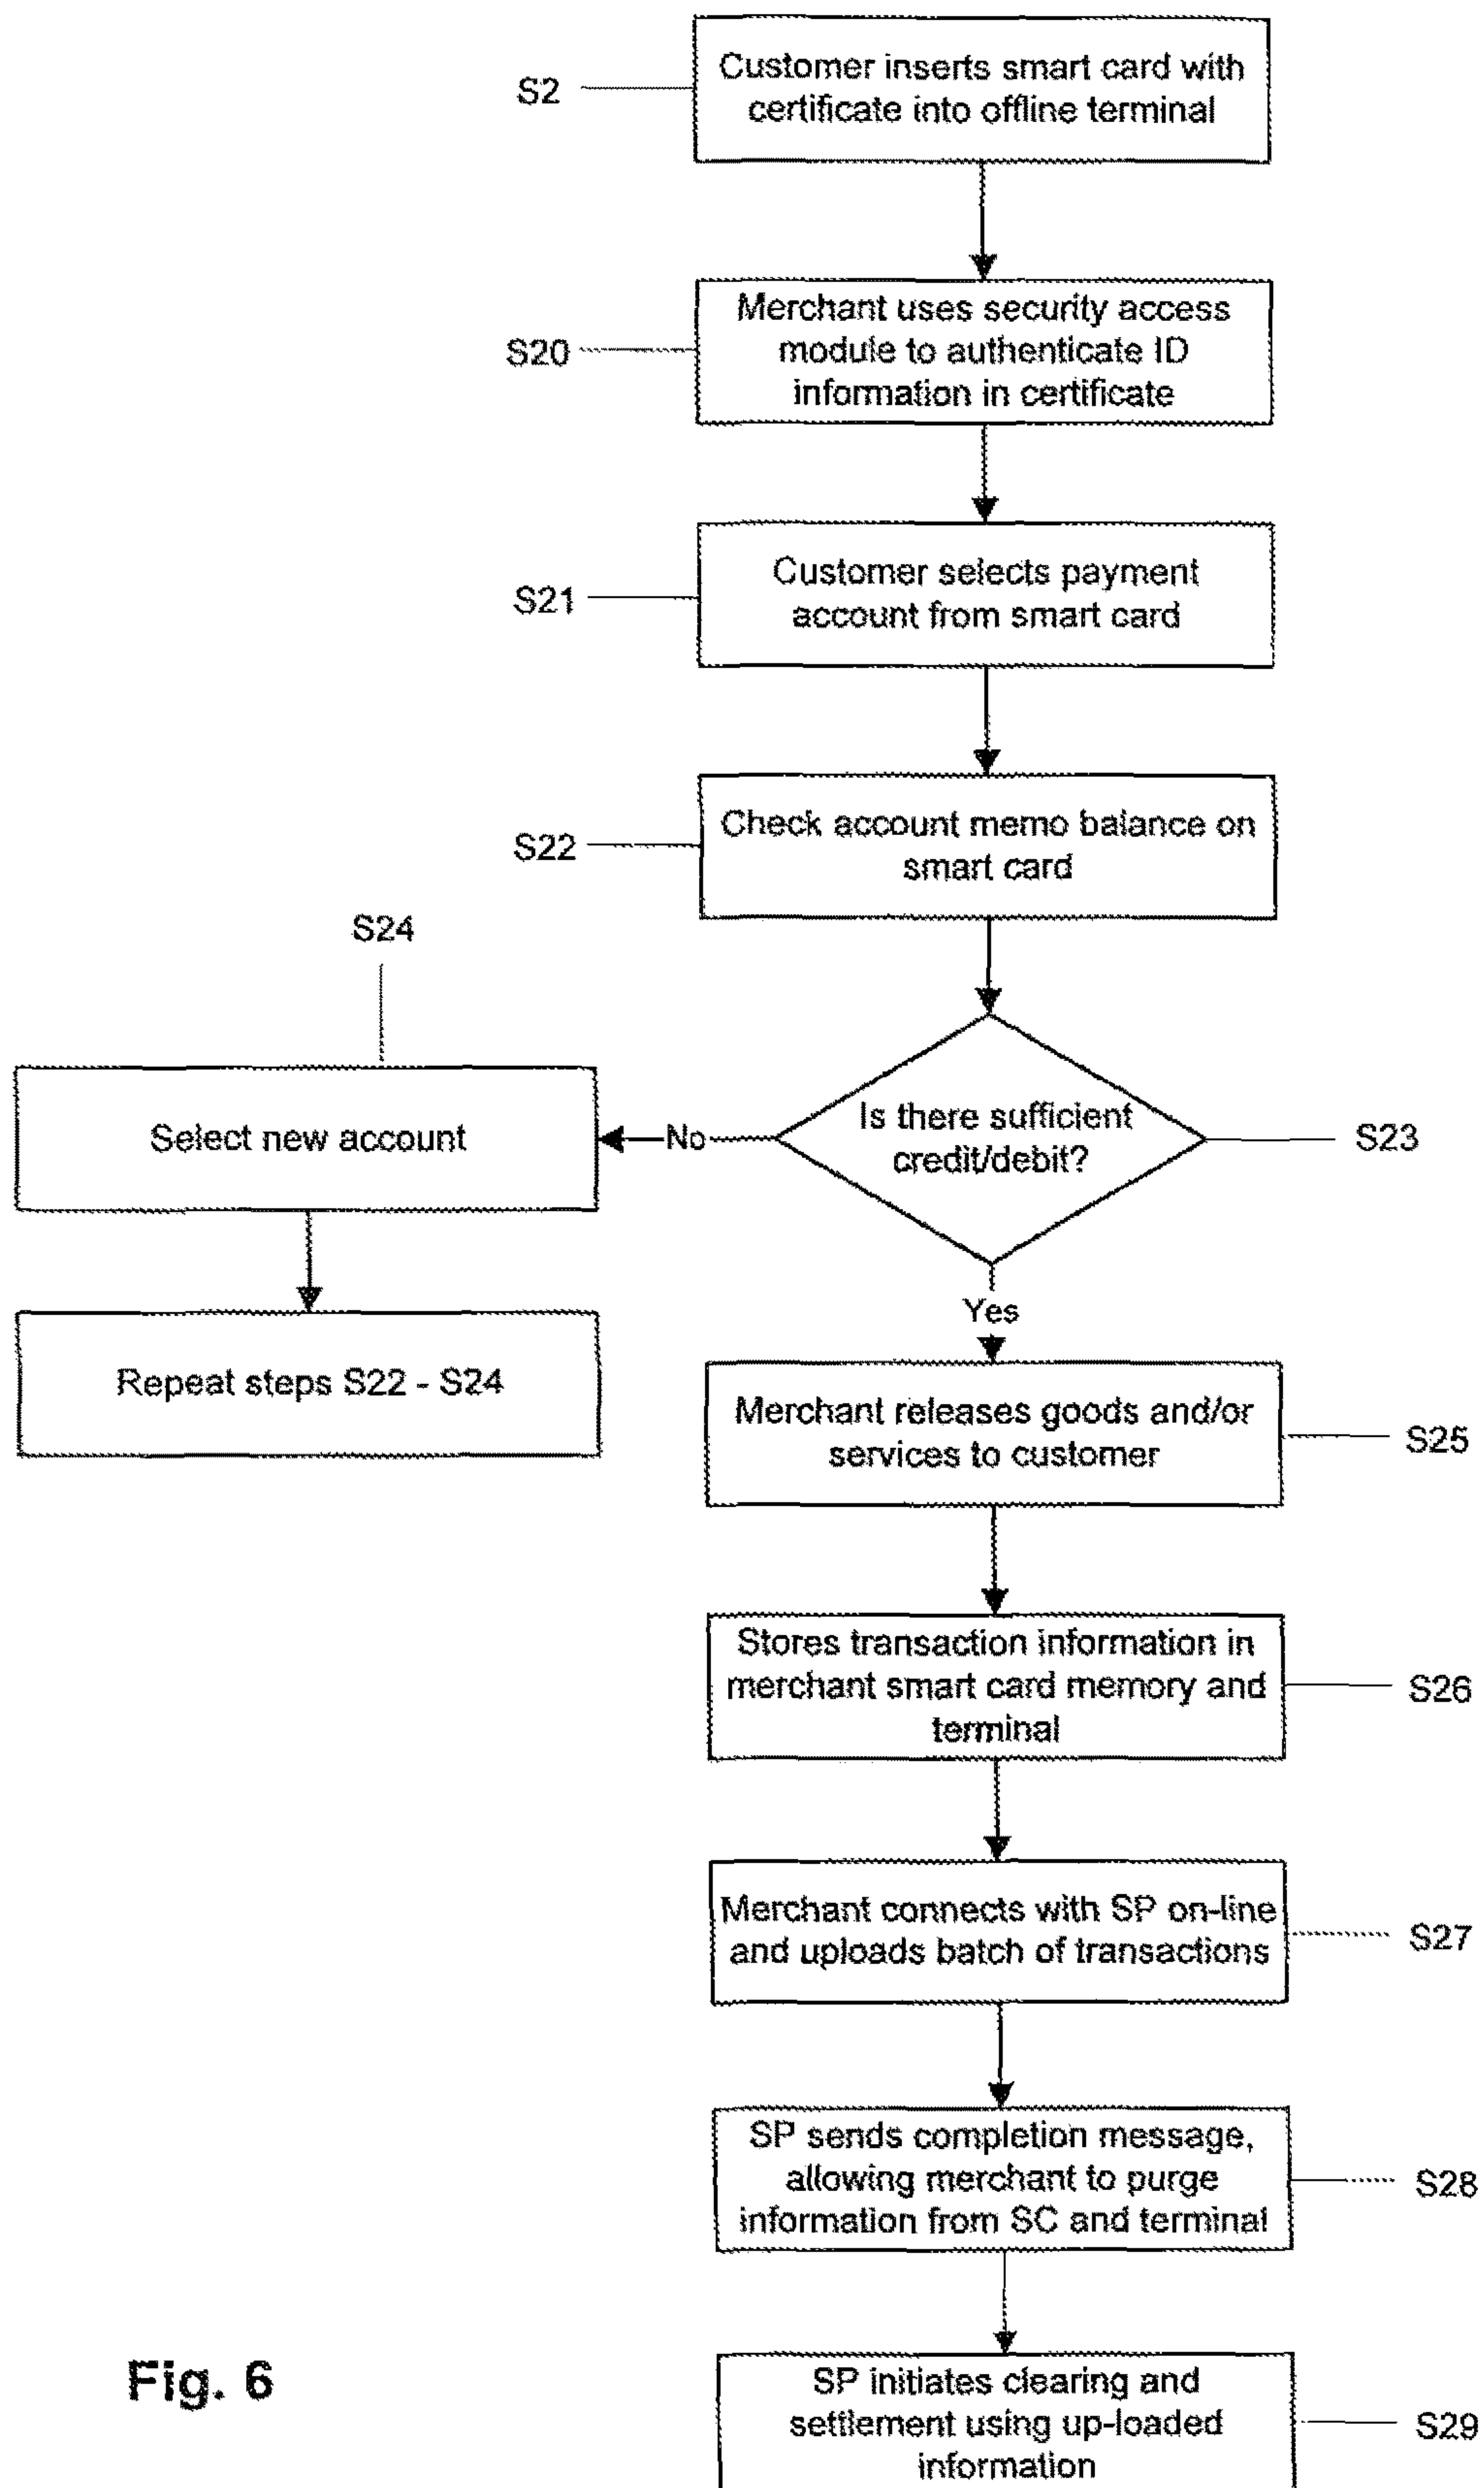 S2
Customer inserts smart card with
certificate into offline terminal
S20
Merchant uses security access
module to authenticate ID
information in certificate
S21
Customer selects payment
account from smart card
S22
Check account memo balance on
smart card
S24
Select new account
No
Is there sufficient
credit/debit?
S23
Repeat steps S22 - S24
Yes
Merchant releases goods and/or
services to customer
S25
Stores transaction information in
merchant smart card memory and
terminal
S26
Merchant connects with SP on-line
and uploads batch of transactions
S27
SP sends completion message,
allowing merchant to purge
information from SC and terminal
S28
SP initiates clearing and
settlement using up-loaded
information
S29
Fig. 6